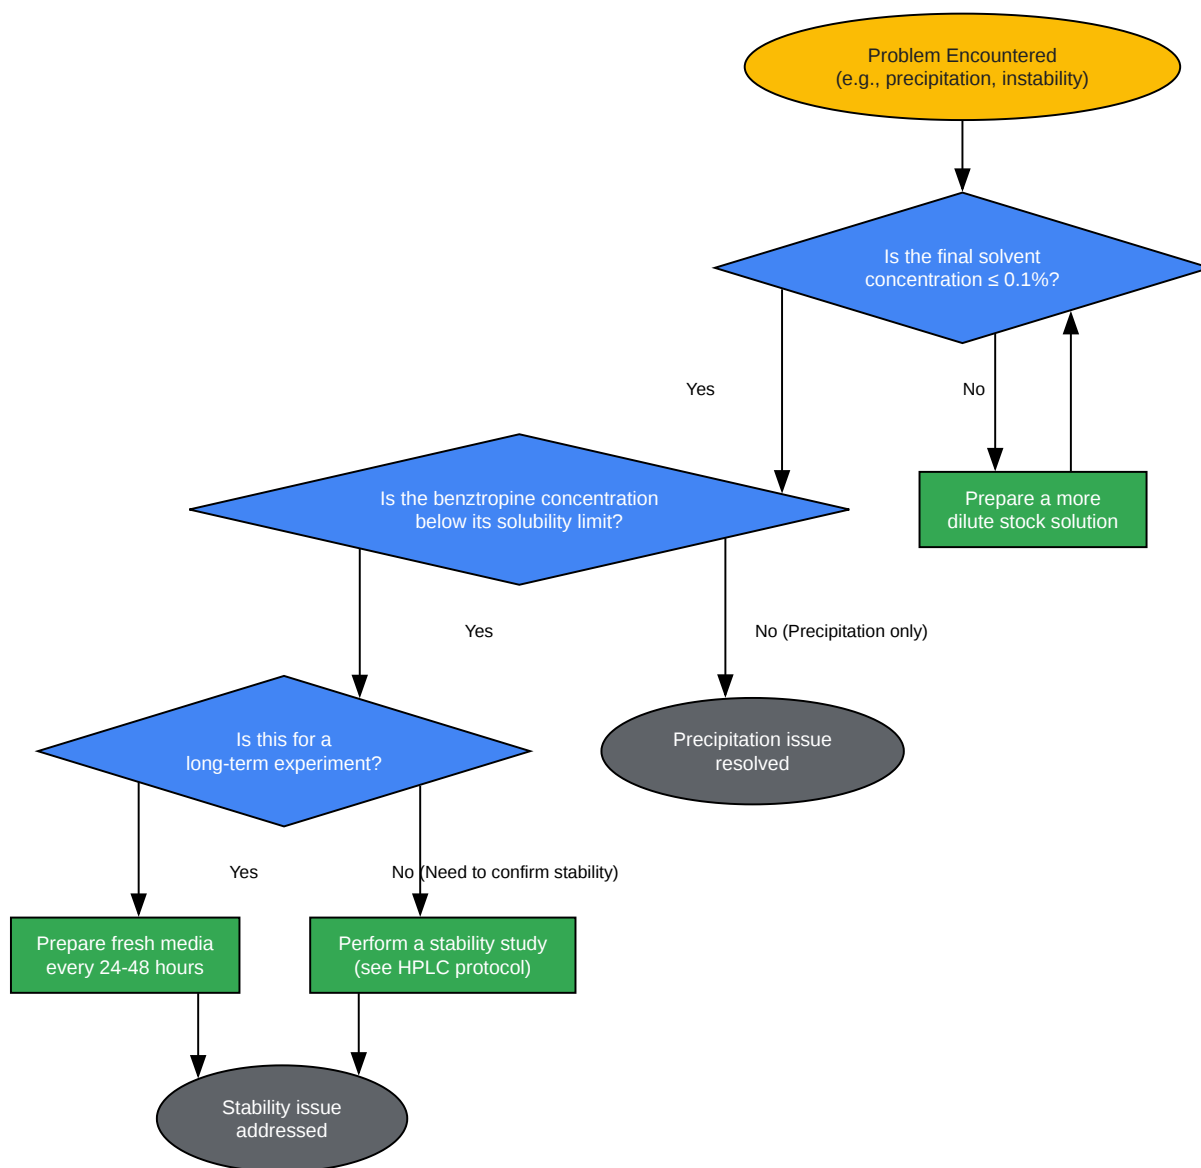 Problem Encountered
(e.g., precipitation, instability)
Is the final solvent
concentration ≤ 0.1%?
Yes
No
Is the benztropine concentration
below its solubility limit?
Prepare a more
dilute stock solution
Yes
No (Precipitation only)
Is this for a
long-term experiment?
Precipitation issue
resolved
Yes
No (Need to confirm stability)
Prepare fresh media
every 24-48 hours
Perform a stability study
(see HPLC protocol)
Stability issue
addressed